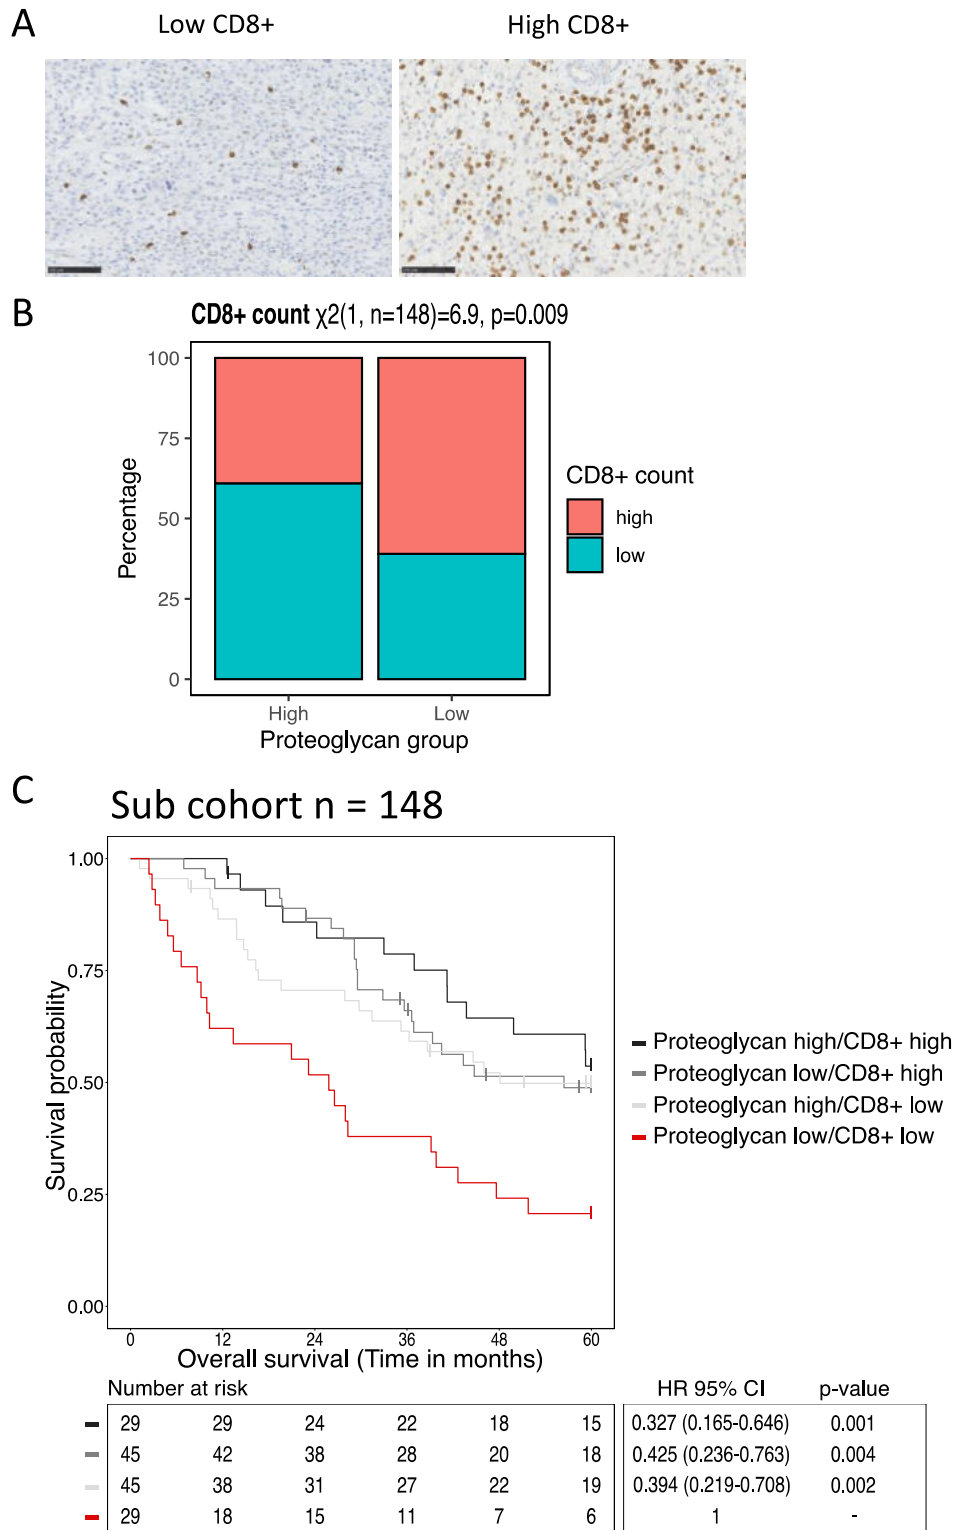 A
Low CD8+
High CD8+
B
CD8+ count χ2(1, n=148)=6.9, p=0.009
100
75
50
25
0
Percentage
High
Low
Proteoglycan group
CD8+ count
high
low
C
Sub cohort n = 148
1.00
0.75
0.50
0.25
0.00
Survival probability
0 12 24 36 48 60
Overall survival (Time in months)
Proteoglycan high/CD8+ high
Proteoglycan low/CD8+ high
Proteoglycan high/CD8+ low
Proteoglycan low/CD8+ low
Number at risk HR 95% CI p-value
29 29 24 22 18 15 0.327 (0.165-0.646) 0.001
45 42 38 28 20 18 0.425 (0.236-0.763) 0.004
45 38 31 27 22 19 0.394 (0.219-0.708) 0.002
29 18 15 11 7 6 1 -